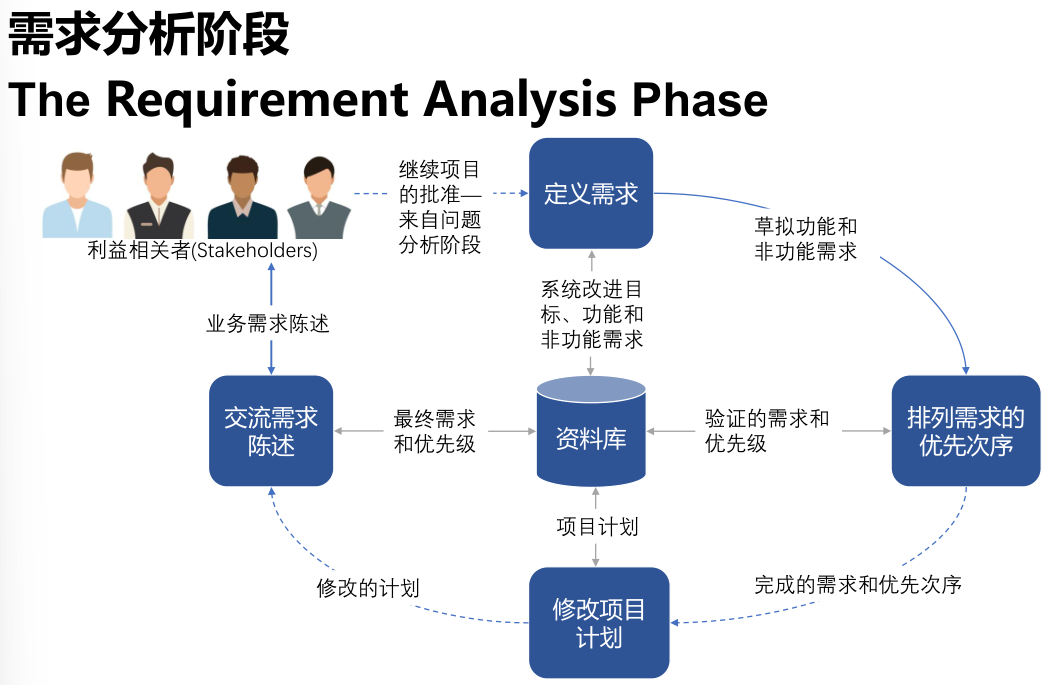 需求分析阶段
The Requirement Analysis Phase
利益相关者(Stakeholders)
继续项目
的批准—
来自问题
分析阶段
定义需求
草拟功能和
非功能需求
业务需求陈述
系统改进目
标、功能和
非功能需求
交流需求
陈述
最终需求
和优先级
资料库
验证的需求和
优先级
排列需求的
优先次序
项目计划
修改的计划
修改项目
计划
完成的需求和优先次序